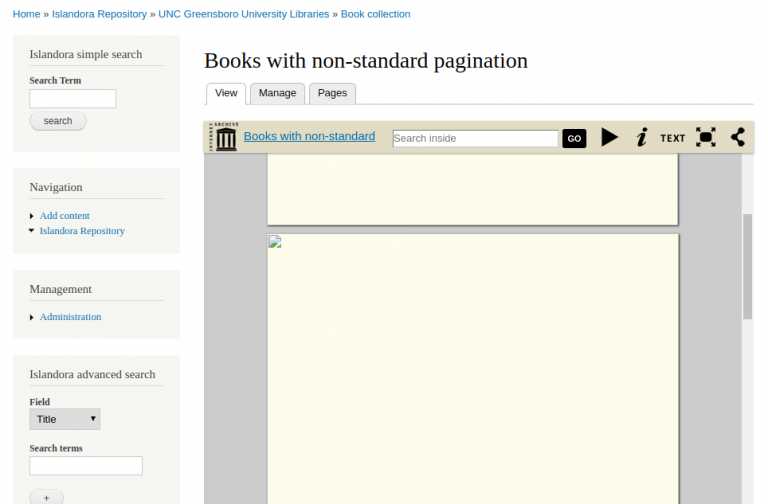 Home » Islandora Repository » UNC Greensboro University Libraries » Book collection
Islandora simple search
Search Term
search
Navigation
Add content
Islandora Repository
Management
Administration
Islandora advanced search
Field
Title
Search terms
+
Books with non-standard pagination
View Manage Pages
INTERNET ARCHIVE
Books with non-standard
Search inside
GO
i
TEXT